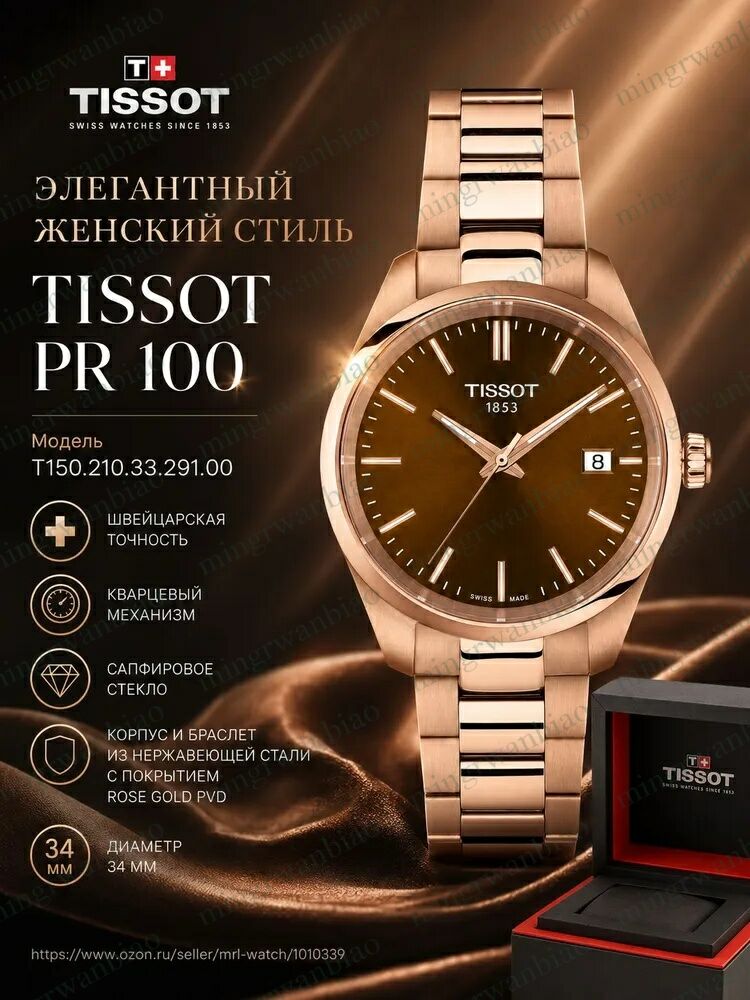 T+
TISSOT
SWISS WATCHES SINCE 1853
ЭЛЕГАНТНЫЙ
ЖЕНСКИЙ СТИЛЬ
TISSOT
PR 100
Модель
T150.210.33.291.00
ШВЕЙЦАРСКАЯ
ТОЧНОСТЬ
КВАРЦЕВЫЙ
МЕХАНИЗМ
САПФИРОВОЕ
СТЕКЛО
КОРПУС И БРАСЛЕТ
ИЗ НЕРЖАВЕЮЩЕЙ СТАЛИ
С ПОКРЫТИЕМ
ROSE GOLD PVD
34
ММ
ДИАМЕТР
34 ММ
https://www.ozon.ru/seller/mrl-watch/1010339
TISSOT
1853
8
SWISS MADE
T+
TISSOT
SWISS WATCHES SINCE 1853
mingrwanbiao